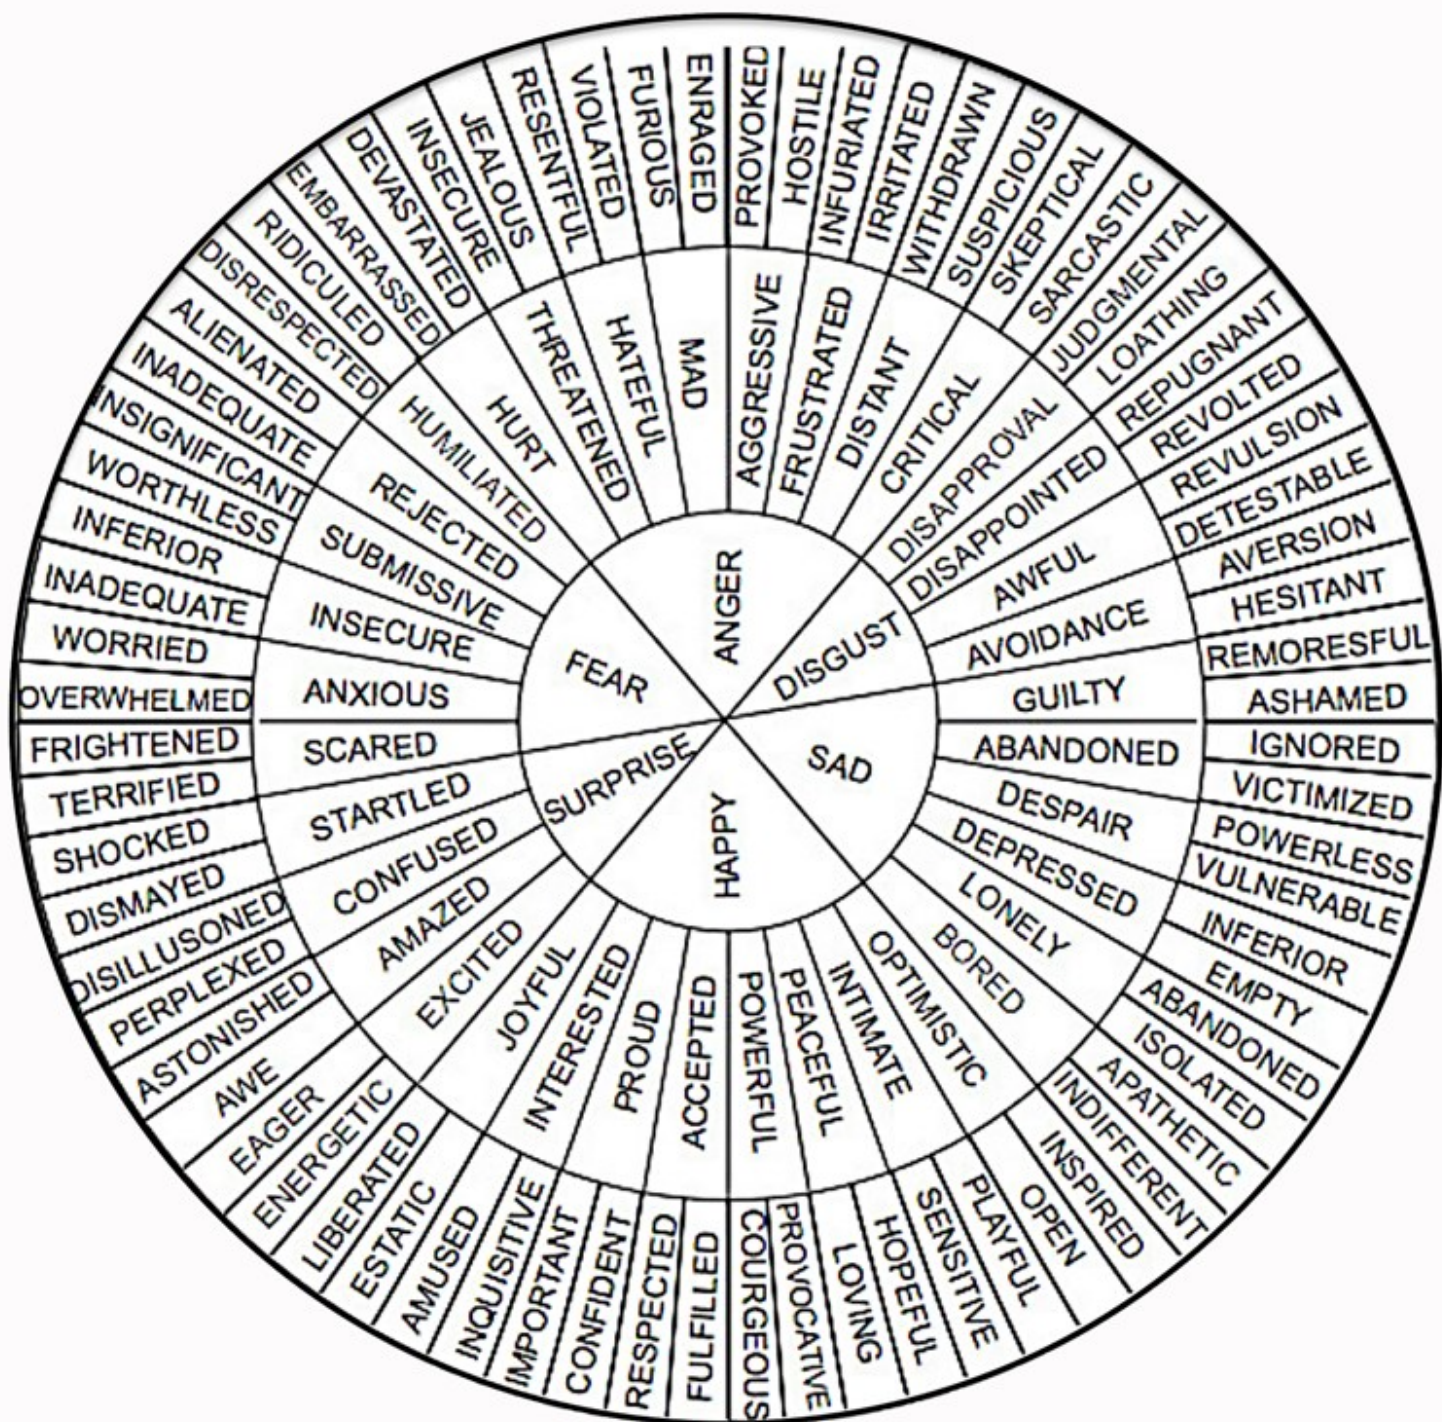 ANGER
DISGUST
SAD
HAPPY
SURPRISE
FEAR
MAD
AGGRESSIVE
FRUSTRATED
DISTANT
CRITICAL
DISAPPROVAL
DISAPPOINTED
AWFUL
AVOIDANCE
GUILTY
ABANDONED
DESPAIR
DEPRESSED
LONELY
BORED
OPTIMISTIC
INTIMATE
PEACEFUL
POWERFUL
ACCEPTED
PROUD
INTERESTED
JOYFUL
EXCITED
AMAZED
CONFUSED
STARTLED
SCARED
ANXIOUS
INSECURE
SUBMISSIVE
REJECTED
HUMILIATED
HURT
THREATENED
HATEFUL
ENRAGED
PROVOKED
HOSTILE
INFURIATED
IRRITATED
WITHDRAWN
SUSPICIOUS
SKEPTICAL
SARCASTIC
JUDGMENTAL
LOATHING
REPUGNANT
REVOLTED
REVULSION
DETESTABLE
AVERSION
HESITANT
REMORESFUL
ASHAMED
IGNORED
VICTIMIZED
POWERLESS
VULNERABLE
INFERIOR
EMPTY
ABANDONED
ISOLATED
APATHETIC
INDIFFERENT
INSPIRED
OPEN
PLAYFUL
SENSITIVE
HOPEFUL
LOVING
PROVOCATIVE
COURGEOUS
FULFILLED
RESPECTED
CONFIDENT
IMPORTANT
INQUISITIVE
AMUSED
ESTATIC
LIBERATED
ENERGETIC
EAGER
AWE
ASTONISHED
PERPLEXED
DISILLUSONED
DISMAYED
SHOCKED
TERRIFIED
FRIGHTENED
OVERWHELMED
WORRIED
INADEQUATE
INFERIOR
WORTHLESS
INSIGNIFICANT
INADEQUATE
ALIENATED
DISRESPECTED
RIDICULED
EMBARRASSED
DEVASTATED
INSECURE
JEALOUS
RESENTFUL
VIOLATED
FURIOUS